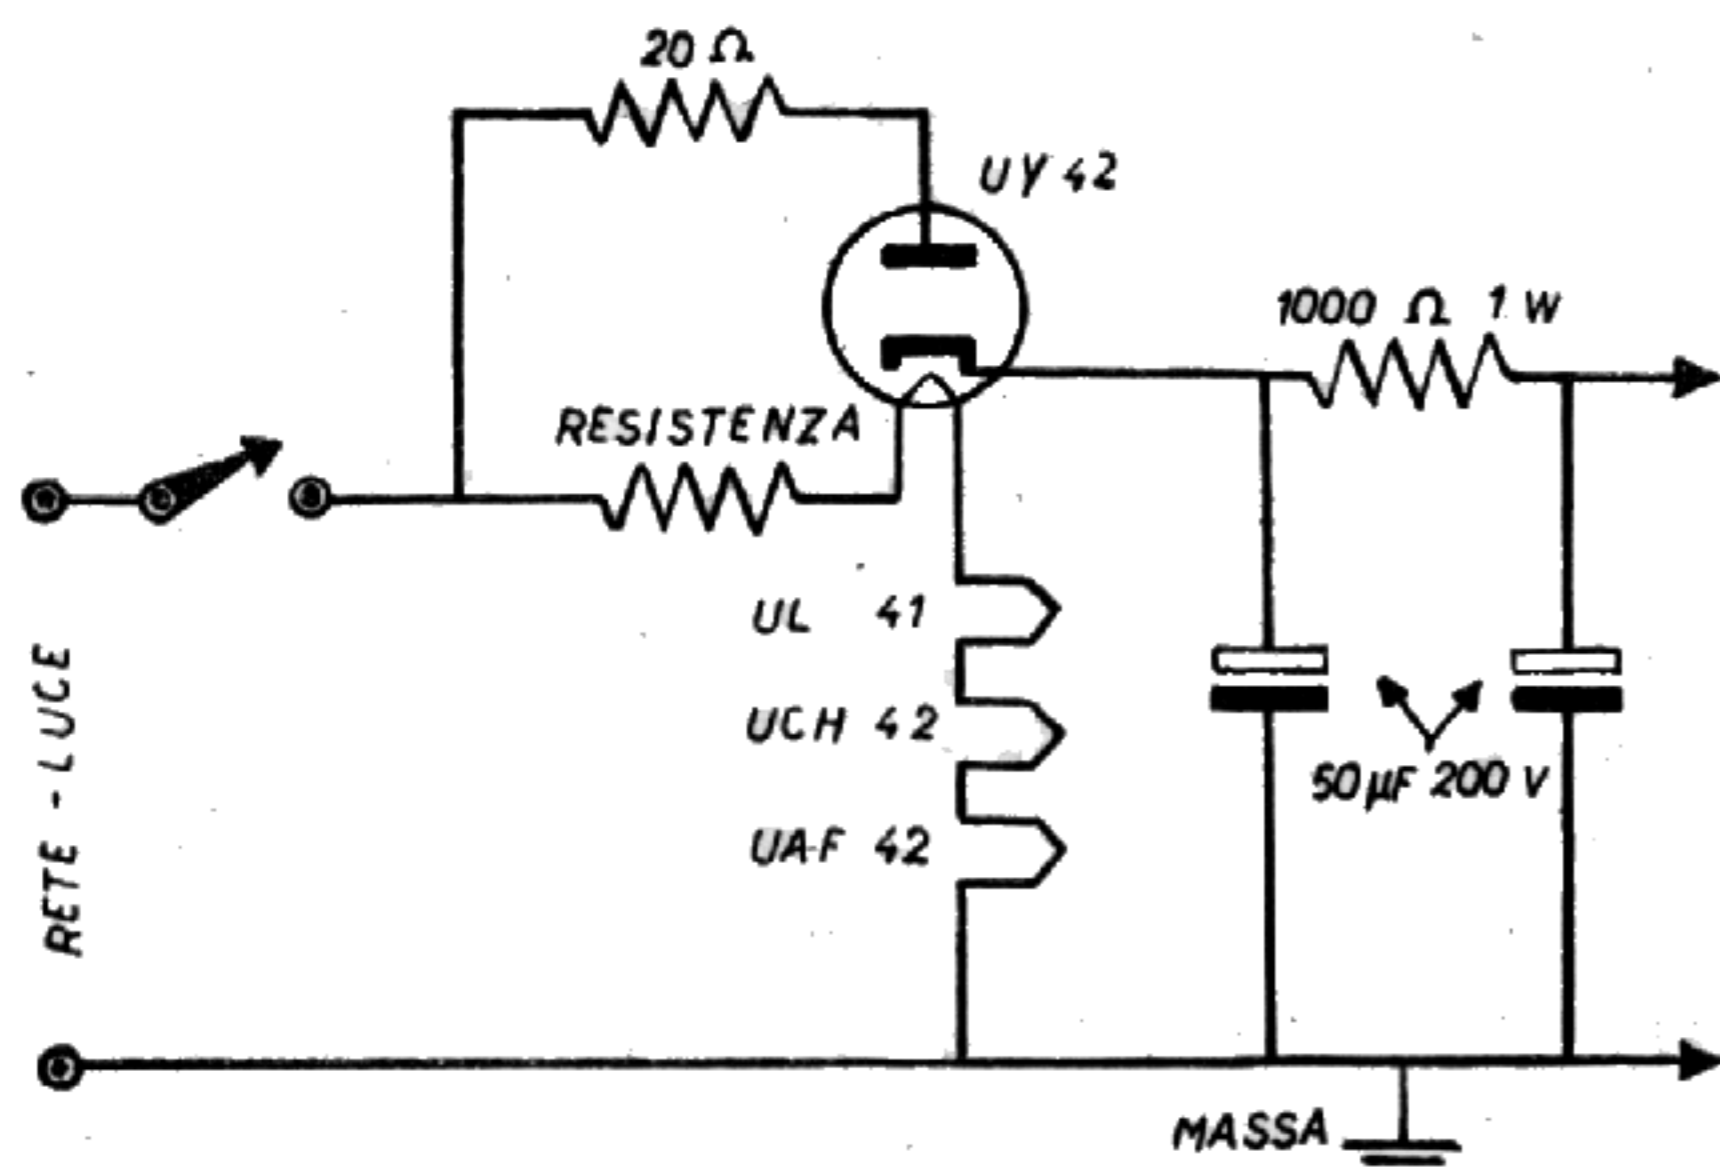 20 Ω
UY 42
1000 Ω 1 W
RESISTENZA
UL 41
UCH 42
50 µF 200 V
UAF 42
RETE - LUCE
MASSA